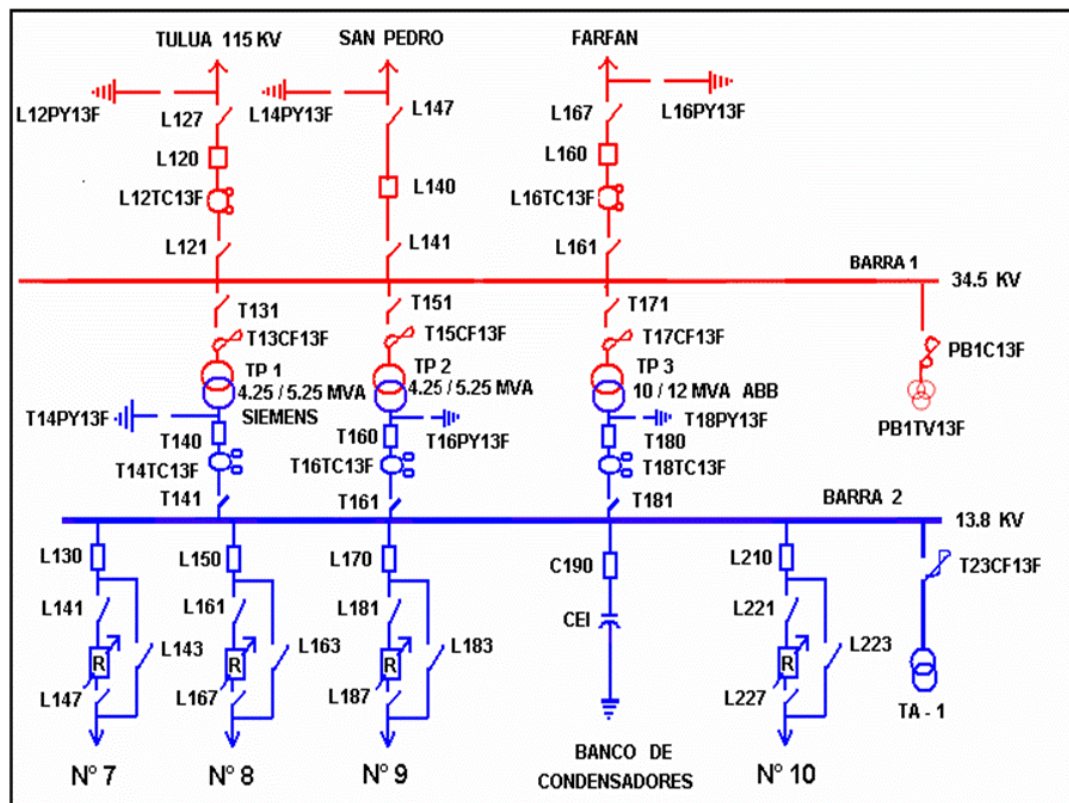 TULUA 115 KV
SAN PEDRO
FARFAN
L12PY13F
L127
L14PY13F
L147
L167
L16PY13F
L120
L160
L12TC13F
L140
L16TC13F
L121
L141
L161
BARRA 1
34.5 KV
T131
T151
T171
T13CF13F
T15CF13F
T17CF13F
PB1C13F
TP 1
TP 2
TP 3
4.25 / 5.25 MVA
4.25 / 5.25 MVA
10 / 12 MVA ABB
SIEMENS
PB1TV13F
T14PY13F
T140
T160
T16PY13F
T180
T18PY13F
T14TC13F
T16TC13F
T18TC13F
T141
T161
T181
BARRA 2
13.8 KV
L130
L150
L170
C190
L210
T23CF13F
L141
L161
L181
CEI
L221
L143
L163
L183
L223
R
R
R
R
L147
L167
L187
L227
TA - 1
N° 7
N° 8
N° 9
BANCO DE
CONDENSADORES
N° 10